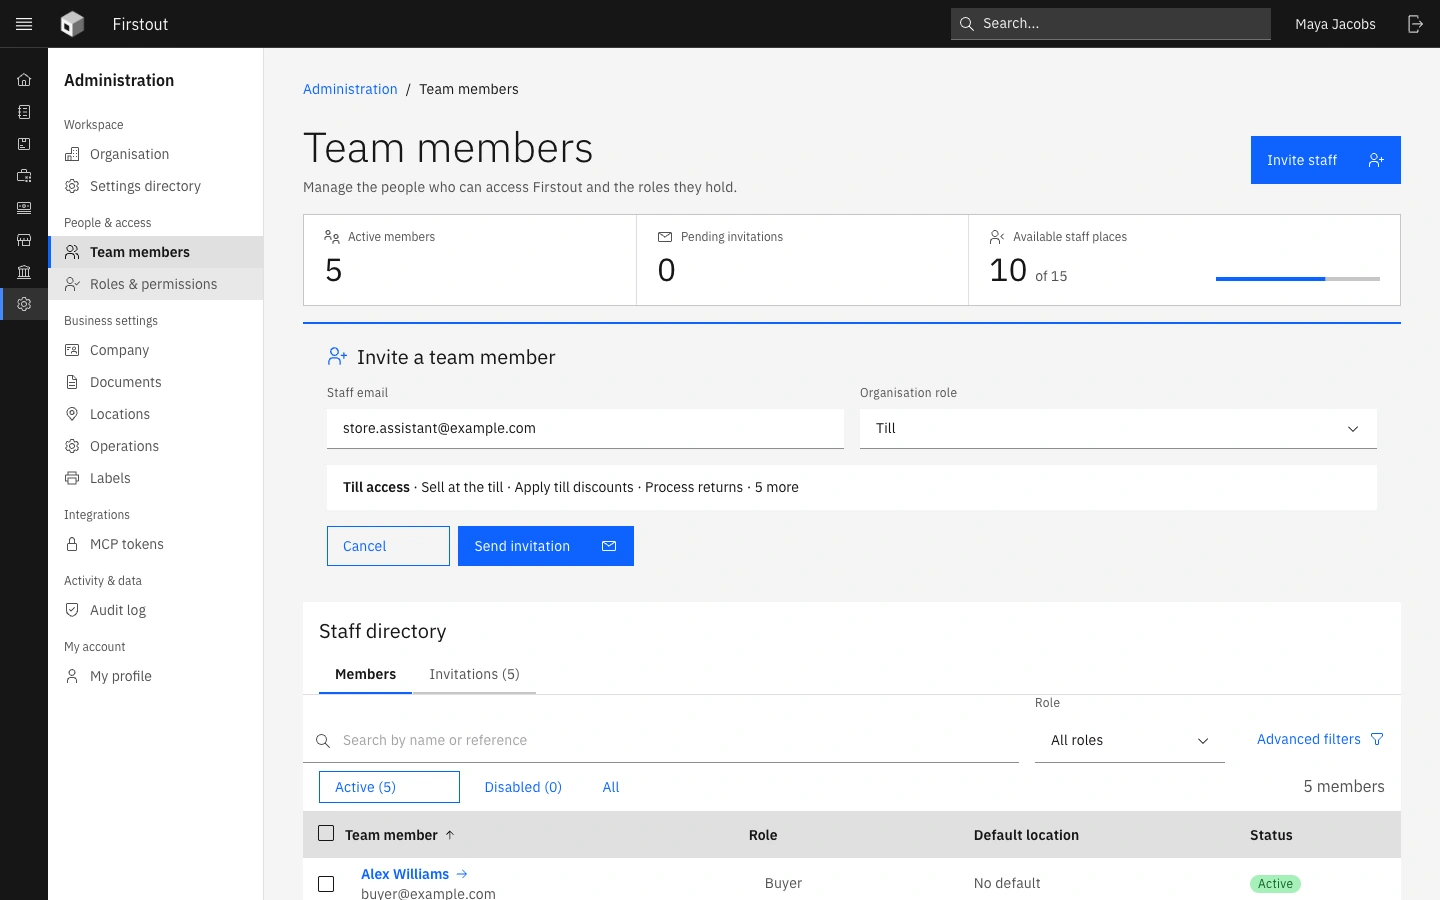 Firstout
Search...
Maya Jacobs
Administration
Workspace
Organisation
Settings directory
People & access
Team members
Roles & permissions
Business settings
Company
Documents
Locations
Operations
Labels
Integrations
MCP tokens
Activity & data
Audit log
My account
My profile
Administration / Team members
Team members
Manage the people who can access Firstout and the roles they hold.
Invite staff
Active members
5
Pending invitations
0
Available staff places
10 of 15
Invite a team member
Staff email
store.assistant@example.com
Organisation role
Till
Till access · Sell at the till · Apply till discounts · Process returns · 5 more
Cancel
Send invitation
Staff directory
Members
Invitations (5)
Search by name or reference
Role
All roles
Advanced filters
Active (5)
Disabled (0)
All
5 members
Team member
Role
Default location
Status
Alex Williams
buyer@example.com
Buyer
No default
Active